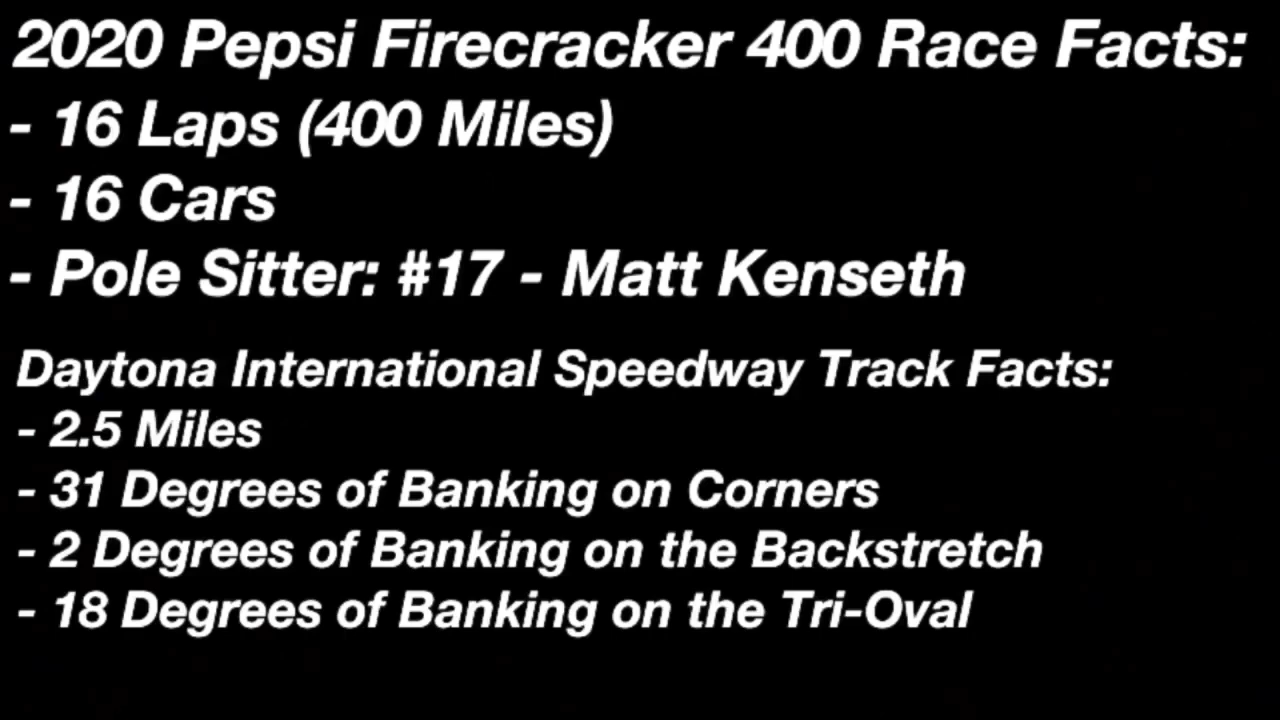 2020 Pepsi Firecracker 400 Race Facts:
- 16 Laps (400 Miles)
- 16 Cars
- Pole Sitter: #17 - Matt Kenseth
Daytona International Speedway Track Facts:
- 2.5 Miles
- 31 Degrees of Banking on Corners
- 2 Degrees of Banking on the Backstretch
- 18 Degrees of Banking on the Tri-Oval